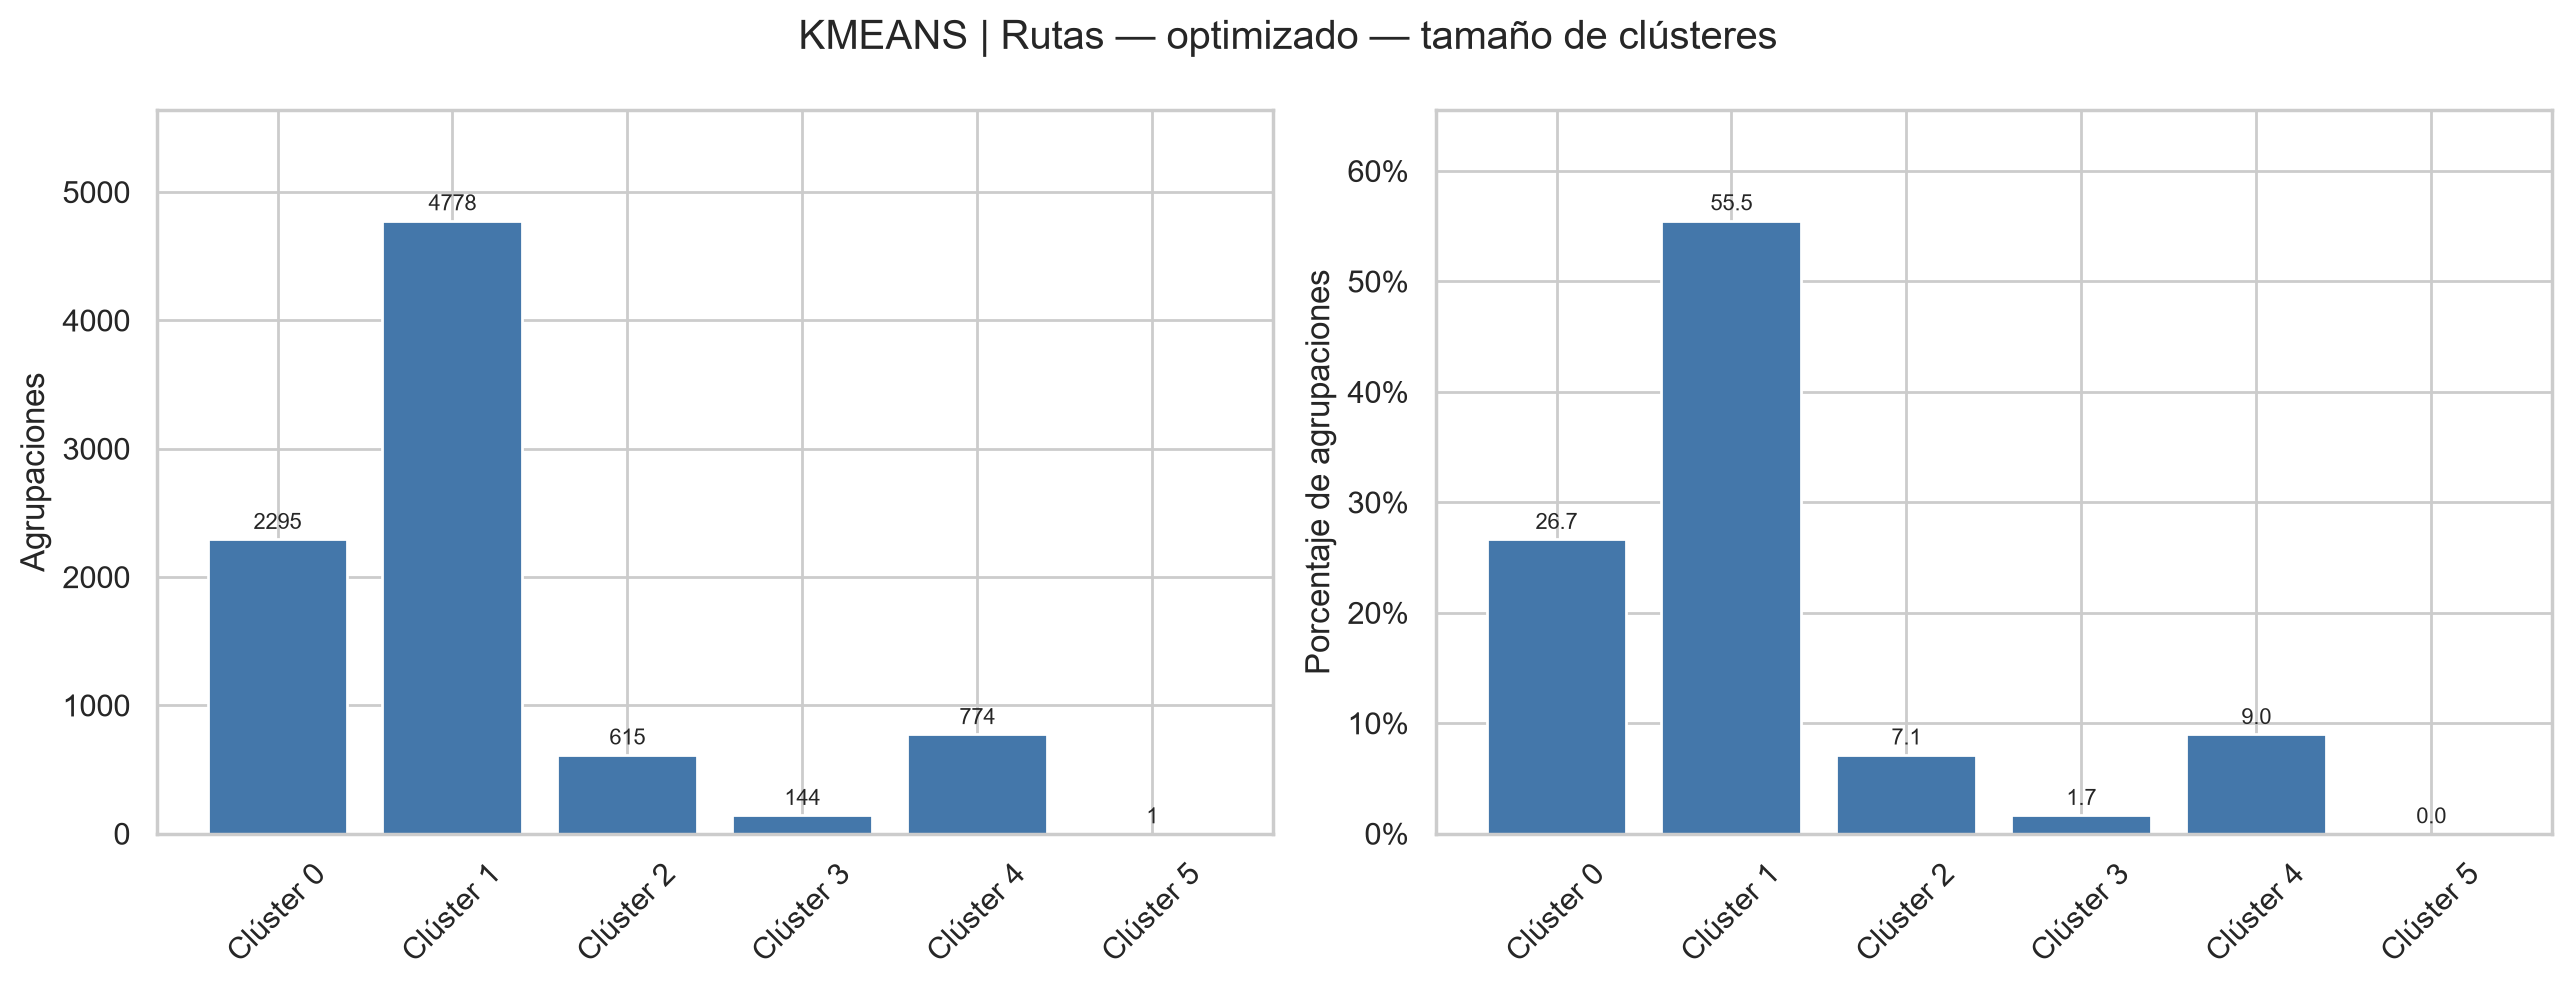 KMEANS | Rutas — optimizado — tamaño de clústeres
Agrupaciones
5000
4000
3000
2000
1000
0
2295
4778
615
144
774
1
Clúster 0
Clúster 1
Clúster 2
Clúster 3
Clúster 4
Clúster 5
Porcentaje de agrupaciones
60%
50%
40%
30%
20%
10%
0%
26.7
55.5
7.1
1.7
9.0
0.0
Clúster 0
Clúster 1
Clúster 2
Clúster 3
Clúster 4
Clúster 5